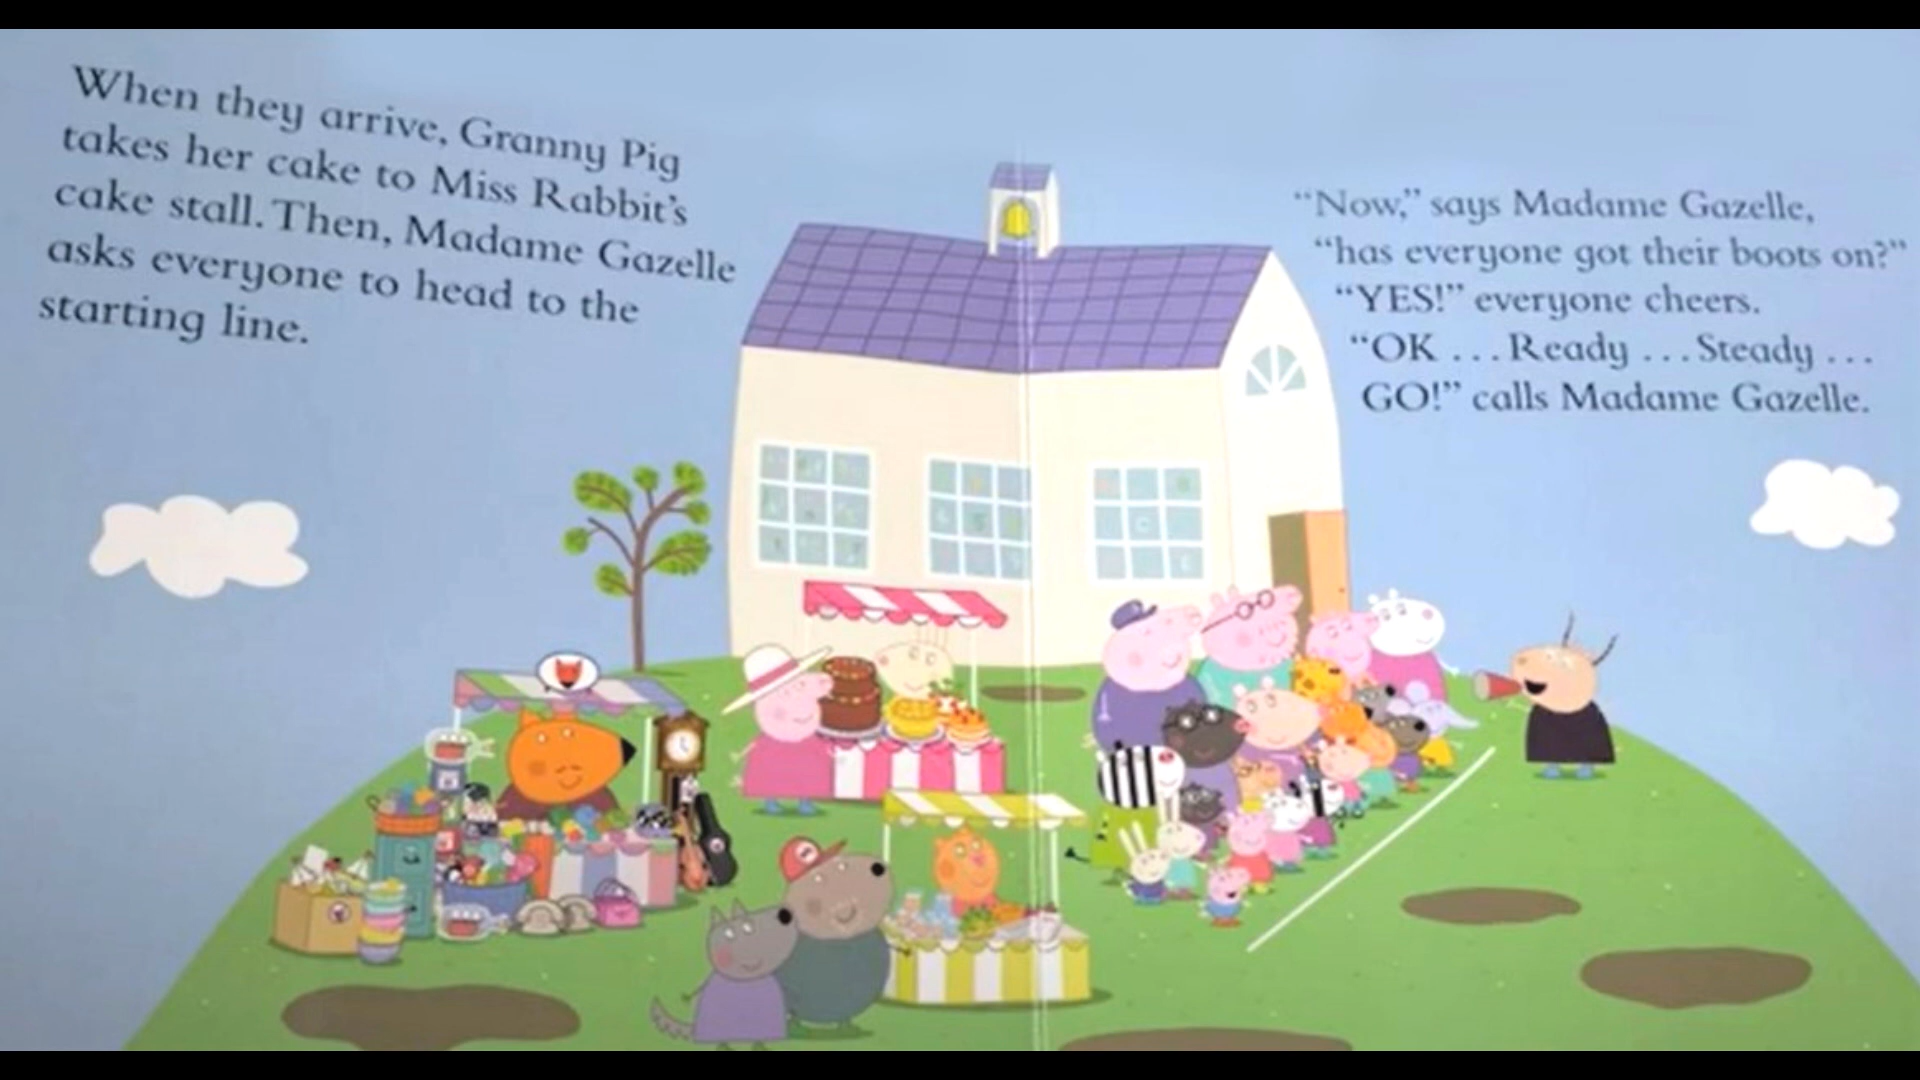 When they arrive, Granny Pig
takes her cake to Miss Rabbit's
cake stall. Then, Madame Gazelle
asks everyone to head to the
starting line.
“Now,” says Madame Gazelle,
“has everyone got their boots on?”
“YES!” everyone cheers.
“OK ... Ready ... Steady ...
GO!” calls Madame Gazelle.